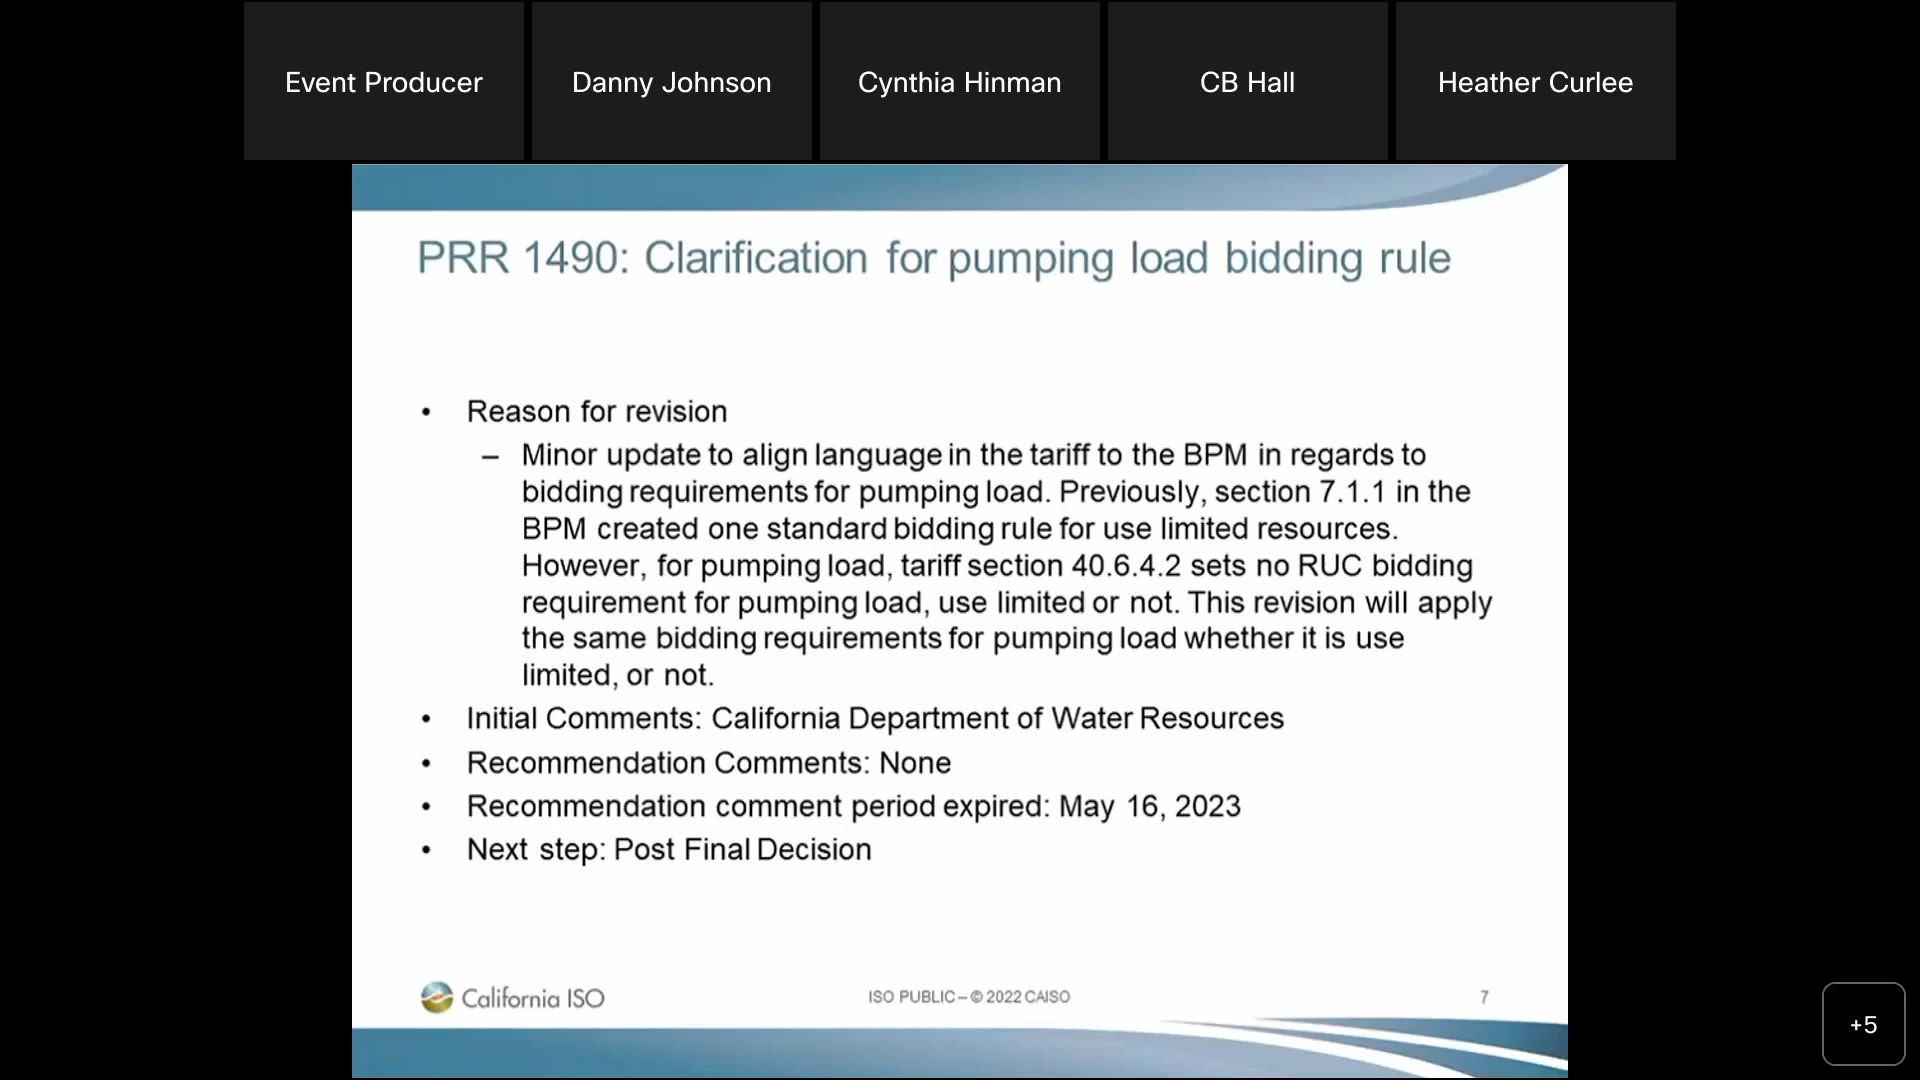 Event Producer
Danny Johnson
Cynthia Hinman
CB Hall
Heather Curlee
PRR 1490: Clarification for pumping load bidding rule
• Reason for revision
– Minor update to align language in the tariff to the BPM in regards to
bidding requirements for pumping load. Previously, section 7.1.1 in the
BPM created one standard bidding rule for use limited resources.
However, for pumping load, tariff section 40.6.4.2 sets no RUC bidding
requirement for pumping load, use limited or not. This revision will apply
the same bidding requirements for pumping load whether it is use
limited, or not.
• Initial Comments: California Department of Water Resources
• Recommendation Comments: None
• Recommendation comment period expired: May 16, 2023
• Next step: Post Final Decision
California ISO
ISO PUBLIC – © 2022 CAISO
7
+5